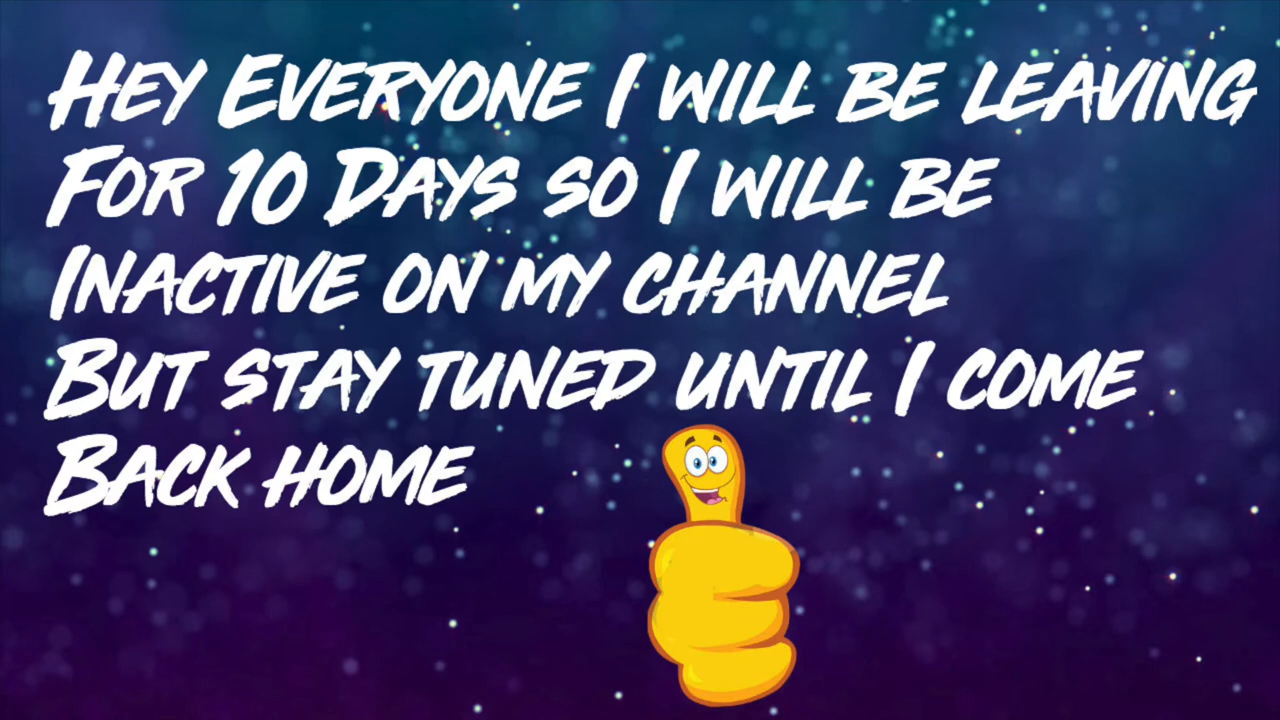 Hey Everyone I will be leaving
For 10 Days so I will be
Inactive on my channel
But stay tuned until I come
Back home